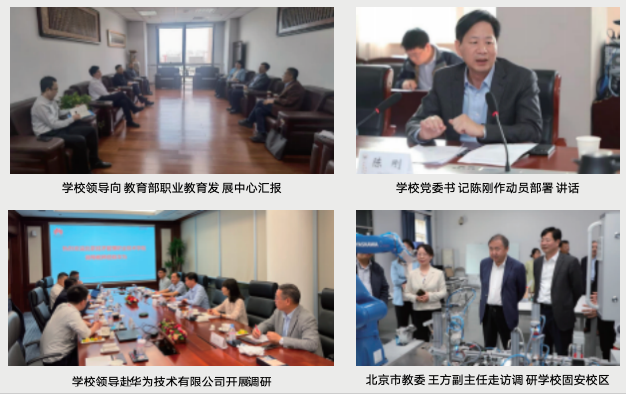 学校领导向 教育部职业教育发 展中心汇报
学校党委书 记陈刚作动员部署 讲话
陈 刚
学校领导赴华为技术有限公司开展调研
北京市教委 王方副主任走访调 研学校固安校区